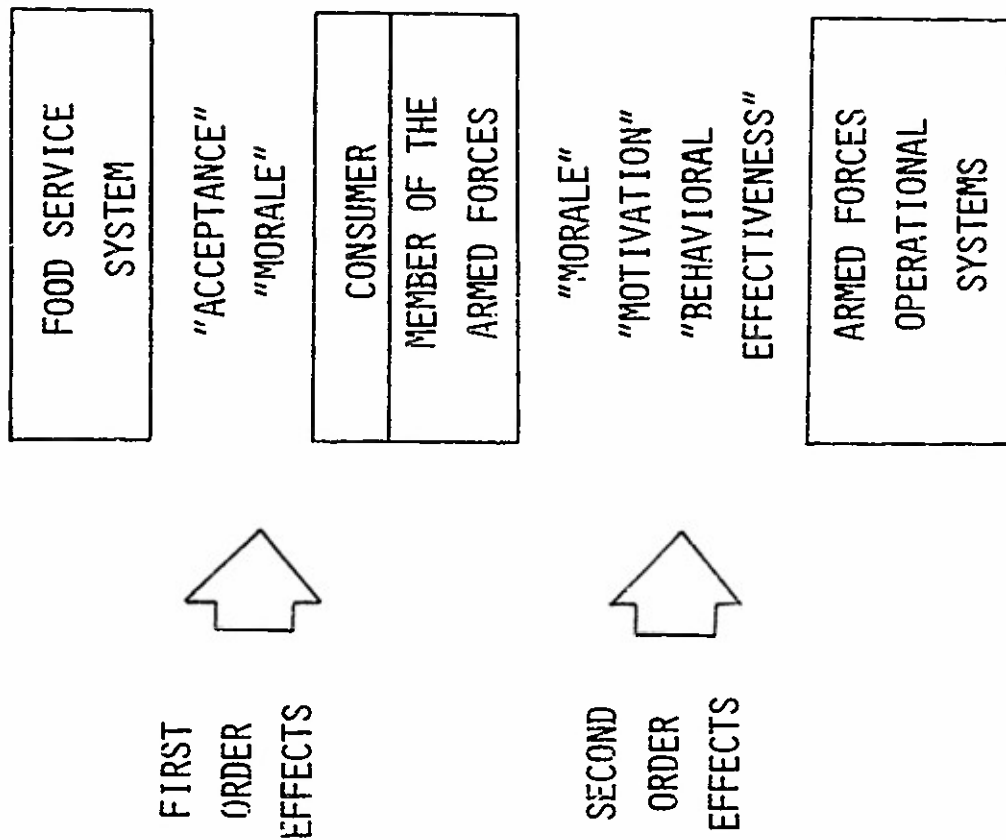 FOOD SERVICE
SYSTEM
FIRST
ORDER
EFFECTS
"ACCEPTANCE"
"MORALE"
CONSUMER
MEMBER OF THE
ARMED FORCES
SECOND
ORDER
EFFECTS
"MORALE"
"MOTIVATION"
"BEHAVIORAL
EFFECTIVENESS"
ARMED FORCES
OPERATIONAL
SYSTEMS